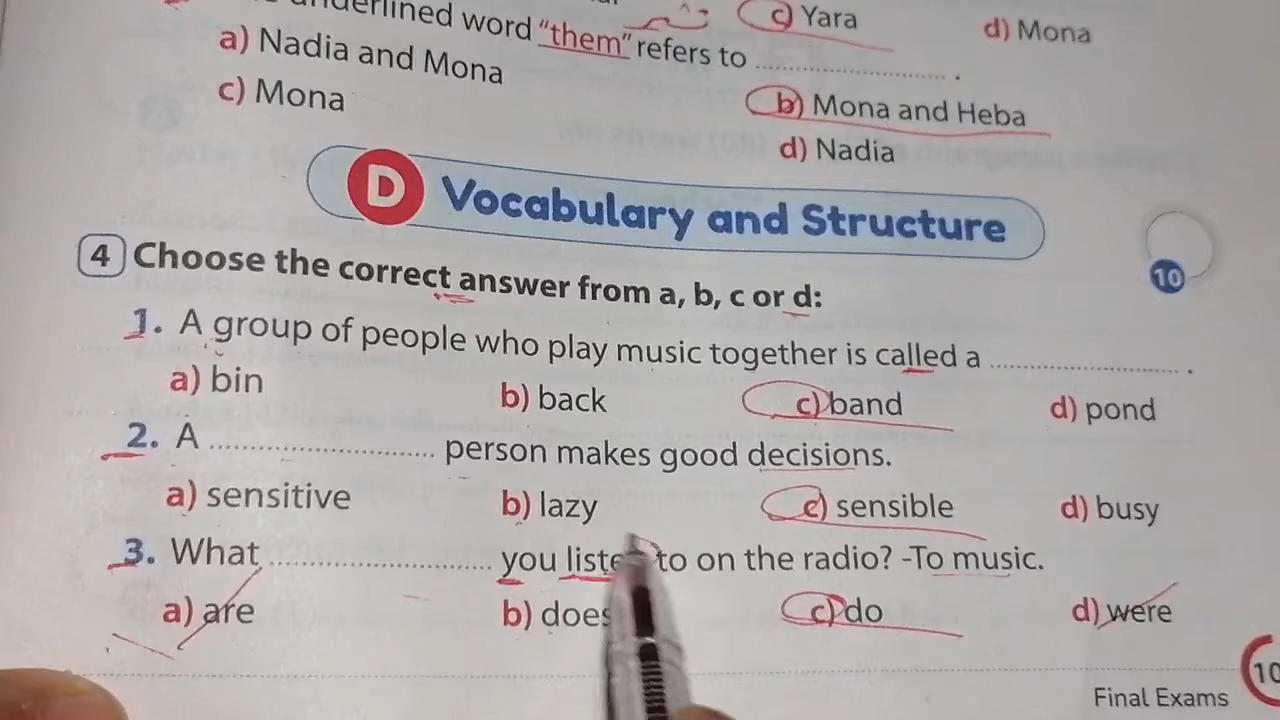 c) Yara d) Mona
underlined word “them” refers to .
a) Nadia and Mona
b) Mona and Heba
c) Mona
d) Nadia
D Vocabulary and Structure
4 Choose the correct answer from a, b, c or d:
10
1. A group of people who play music together is called a .
a) bin b) back c) band d) pond
2. A person makes good decisions.
a) sensitive b) lazy c) sensible d) busy
3. What you listen to on the radio? -To music.
a) are b) does c) do d) were
Final Exams